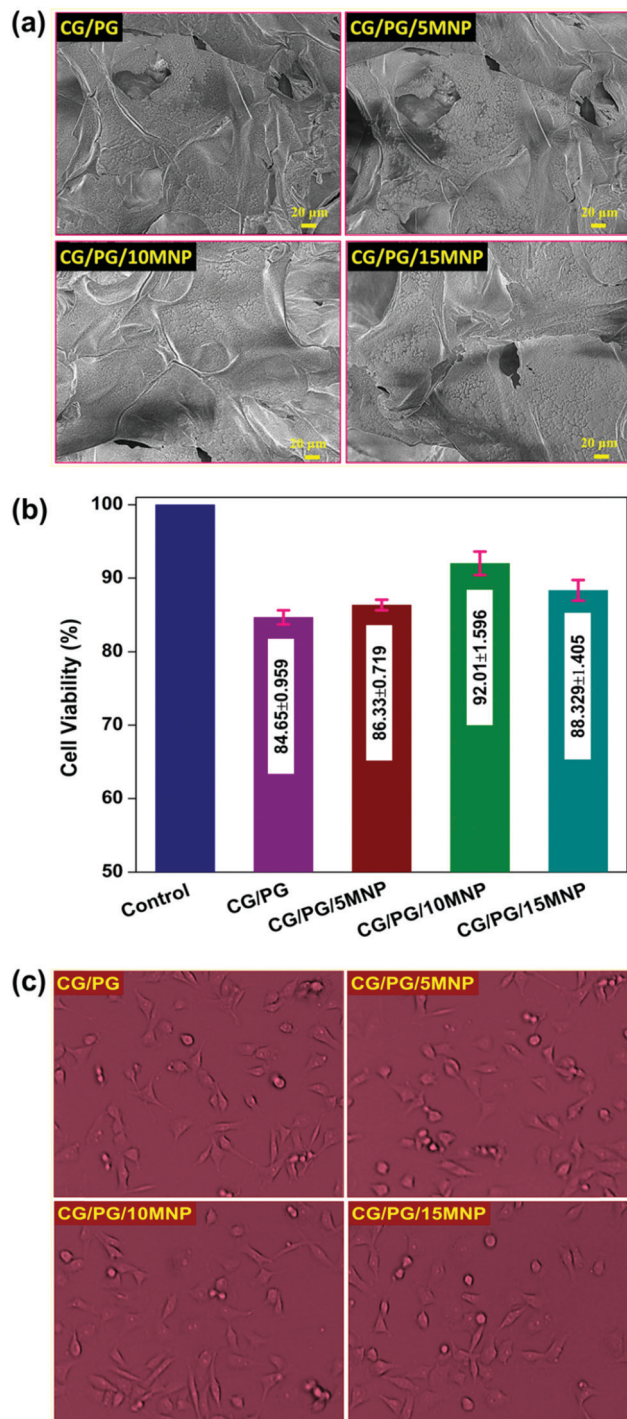 (a)
CG/PG
CG/PG/5MNP
20 µm
20 µm
CG/PG/10MNP
CG/PG/15MNP
20 µm
20 µm
(b)
Cell Viability (%)
100
90
80
70
60
50
84.65±0.959
86.33±0.719
92.01±1.596
88.329±1.405
Control
CG/PG
CG/PG/5MNP
CG/PG/10MNP
CG/PG/15MNP
(c)
CG/PG
CG/PG/5MNP
CG/PG/10MNP
CG/PG/15MNP